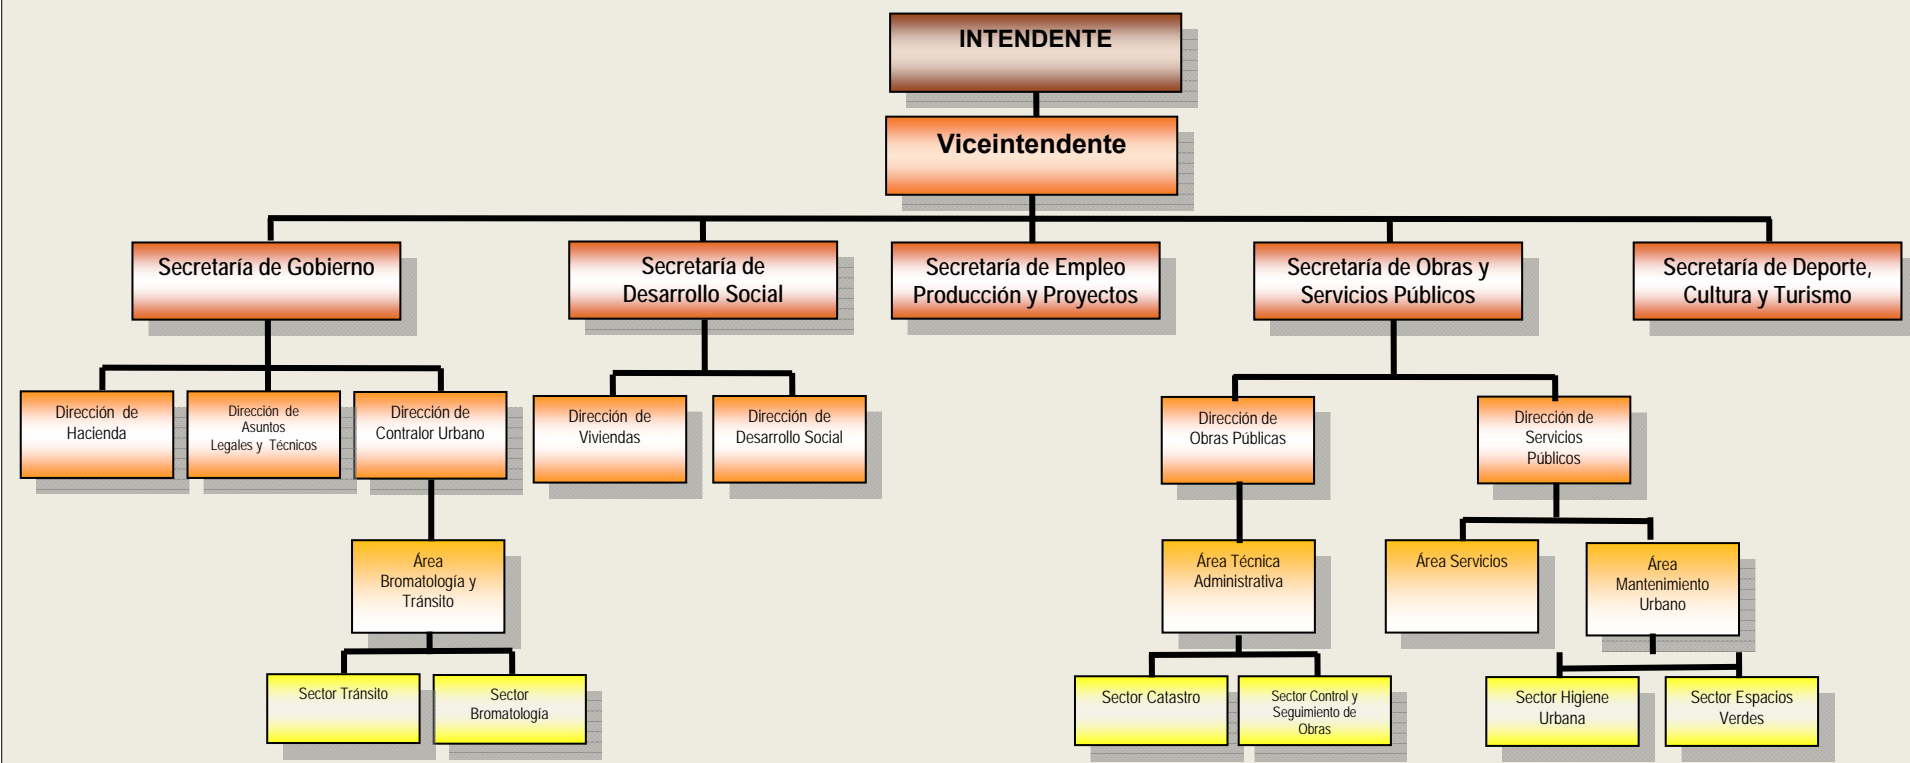 INTENDENTE
Viceintendente
Secretaría de Gobierno
Secretaría de
Desarrollo Social
Secretaría de Empleo
Producción y Proyectos
Secretaría de Obras y
Servicios Públicos
Secretaría de Deporte,
Cultura y Turismo
Dirección de
Hacienda
Dirección de
Asuntos
Legales y Técnicos
Dirección de
Contralor Urbano
Dirección de
Viviendas
Dirección de
Desarrollo Social
Dirección de
Obras Públicas
Dirección de
Servicios
Públicos
Área
Bromatología y
Tránsito
Área Técnica
Administrativa
Área Servicios
Área
Mantenimiento
Urbano
Sector Tránsito
Sector
Bromatología
Sector Catastro
Sector Control y
Seguimiento de
Obras
Sector Higiene
Urbana
Sector Espacios
Verdes